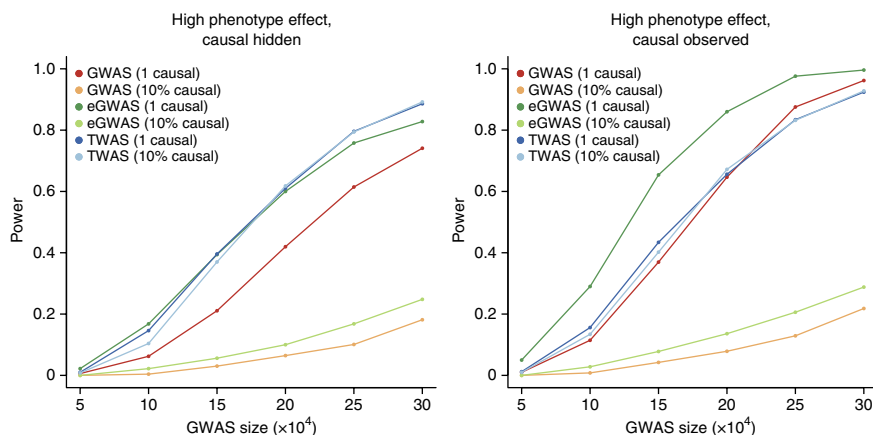 High phenotype effect,
causal hidden
1.0
0.8
0.6
0.4
0.2
0
Power
GWAS (1 causal)
GWAS (10% causal)
eGWAS (1 causal)
eGWAS (10% causal)
TWAS (1 causal)
TWAS (10% causal)
5 10 15 20 25 30
GWAS size (×10⁴)
High phenotype effect,
causal observed
1.0
0.8
0.6
0.4
0.2
0
Power
GWAS (1 causal)
GWAS (10% causal)
eGWAS (1 causal)
eGWAS (10% causal)
TWAS (1 causal)
TWAS (10% causal)
5 10 15 20 25 30
GWAS size (×10⁴)